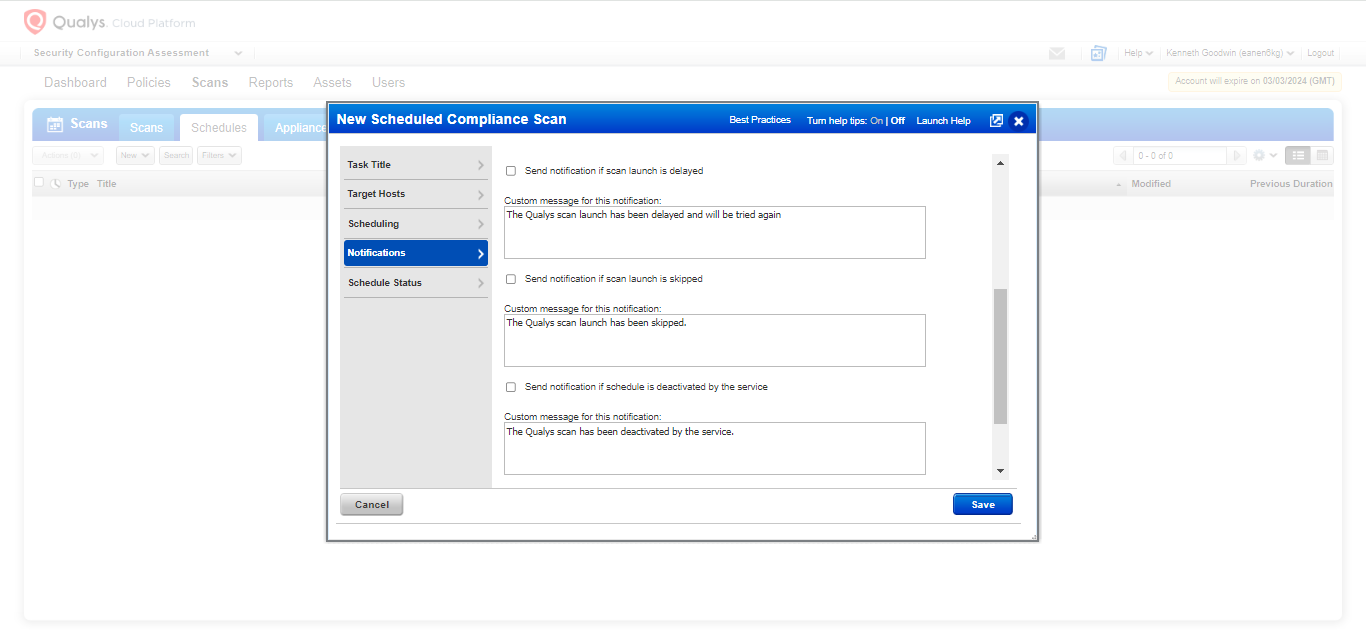 Qualys. Cloud Platform
Security Configuration Assessment
Help
Kenneth Goodwin (eanen6kg)
Logout
Dashboard Policies Scans Reports Assets Users
Account will expire on 03/03/2024 (GMT)
Scans Scans Schedules Appliance
Actions (0) New Search Filters
0 - 0 of 0
Type Title
Modified Previous Duration
New Scheduled Compliance Scan
Best Practices Turn help tips: On | Off Launch Help
Task Title
Target Hosts
Scheduling
Notifications
Schedule Status
Send notification if scan launch is delayed
Custom message for this notification:
The Qualys scan launch has been delayed and will be tried again
Send notification if scan launch is skipped
Custom message for this notification:
The Qualys scan launch has been skipped.
Send notification if schedule is deactivated by the service
Custom message for this notification:
The Qualys scan has been deactivated by the service.
Cancel
Save